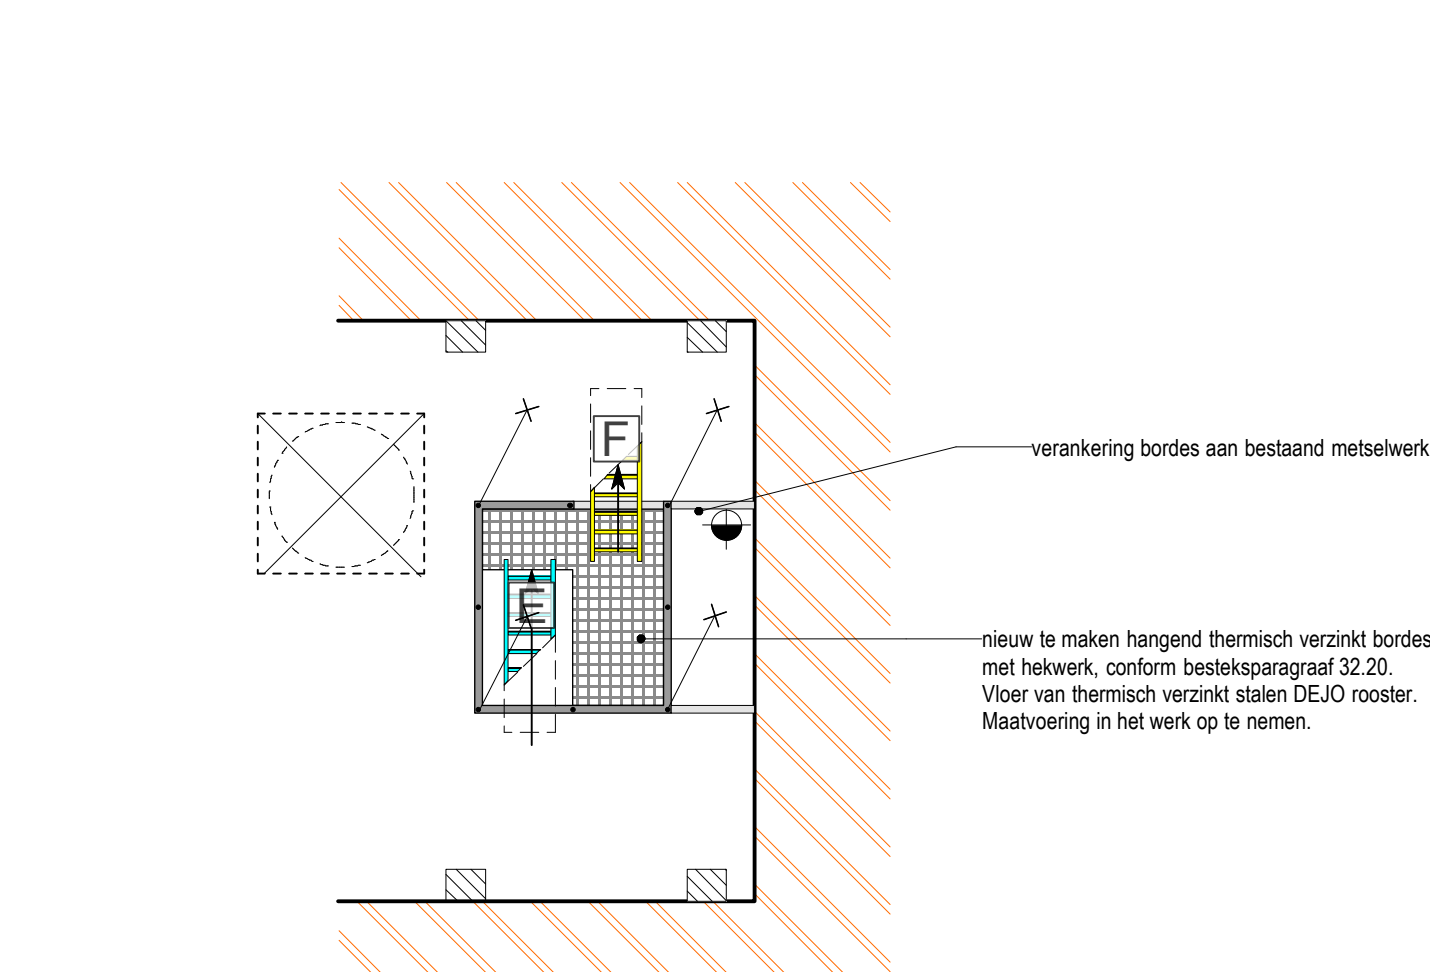 F
verankering bordes aan bestaand metselwerk
E
nieuw te maken hangend thermisch verzinkt bordes
met hekwerk, conform besteksparagraaf 32.20.
Vloer van thermisch verzinkt stalen DEJO rooster.
Maatvoering in het werk op te nemen.